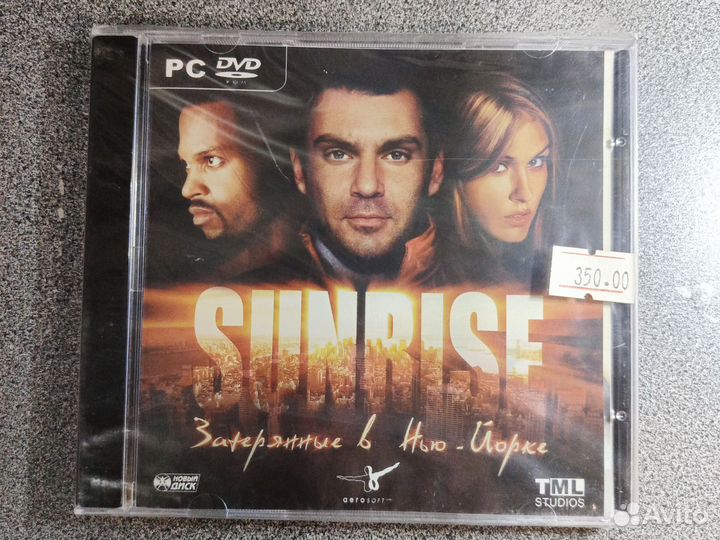 PC DVD
350.00
SUNRISE
Затерянные в Нью-Йорке
НОВЫЙ
ДИСК
aerosoft
TML
STUDIOS
Avito